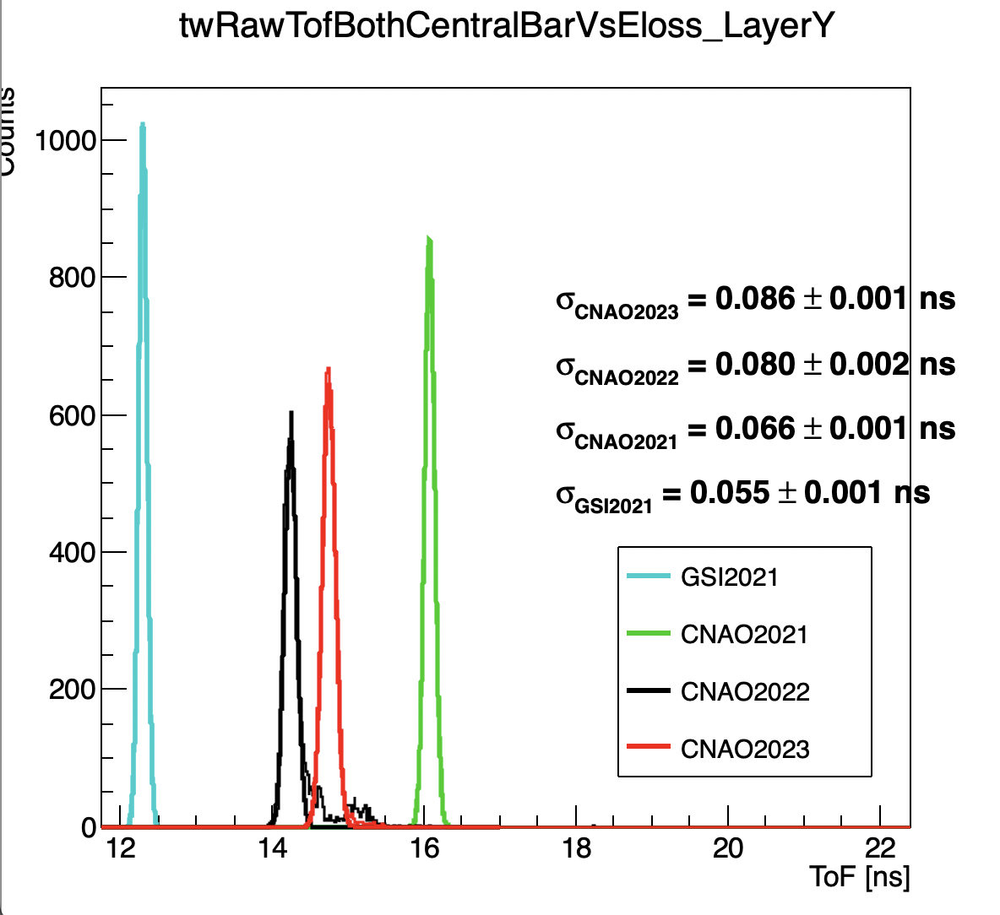 twRawTofBothCentralBarVsEloss_LayerY
Counts
1000
800
600
400
200
0
σCNAO2023 = 0.086 ± 0.001 ns
σCNAO2022 = 0.080 ± 0.002 ns
σCNAO2021 = 0.066 ± 0.001 ns
σGSI2021 = 0.055 ± 0.001 ns
GSI2021
CNAO2021
CNAO2022
CNAO2023
12 14 16 18 20 22
ToF [ns]